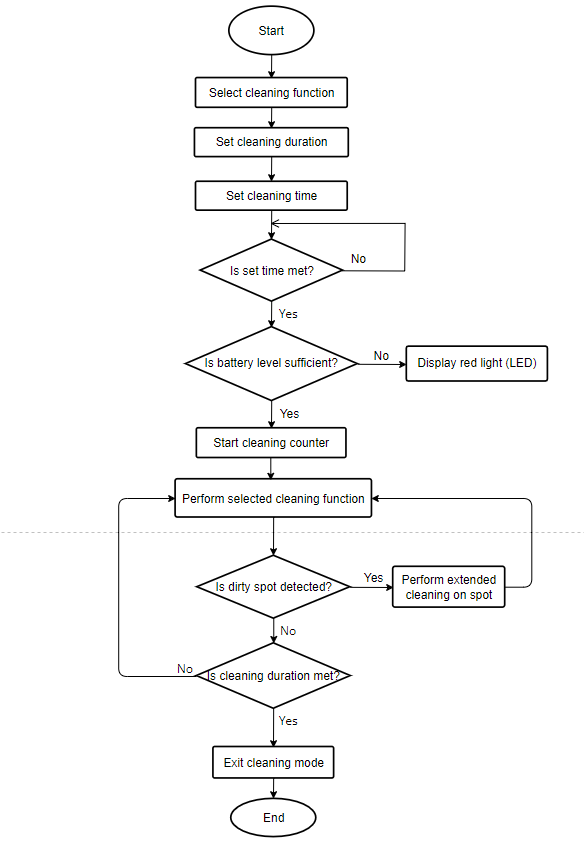 Start
Select cleaning function
Set cleaning duration
Set cleaning time
Is set time met?
No
Yes
Is battery level sufficient?
No
Display red light (LED)
Yes
Start cleaning counter
Perform selected cleaning function
Is dirty spot detected?
Yes
Perform extended
cleaning on spot
No
No
Is cleaning duration met?
Yes
Exit cleaning mode
End